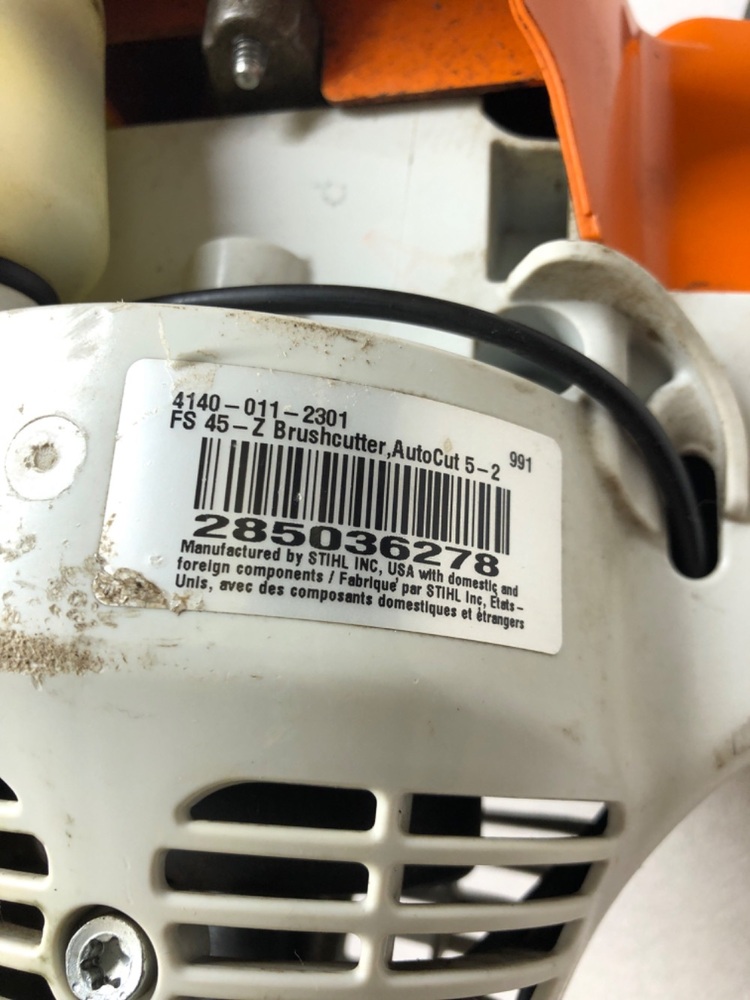 4140-011-2301
FS 45-Z Brushcutter,AutoCut 5-2 991
285036278
Manufactured by STIHL INC, USA with domestic and
foreign components / Fabriqué par STIHL Inc, Etats-
Unis, avec des composants domestiques et étrangers